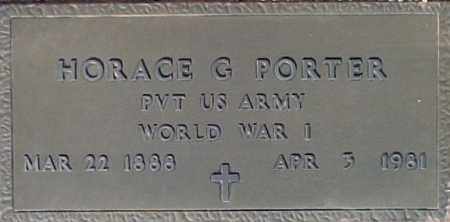 HORACE G PORTER
PVT US ARMY
WORLD WAR I
MAR 22 1888 APR 3 1981